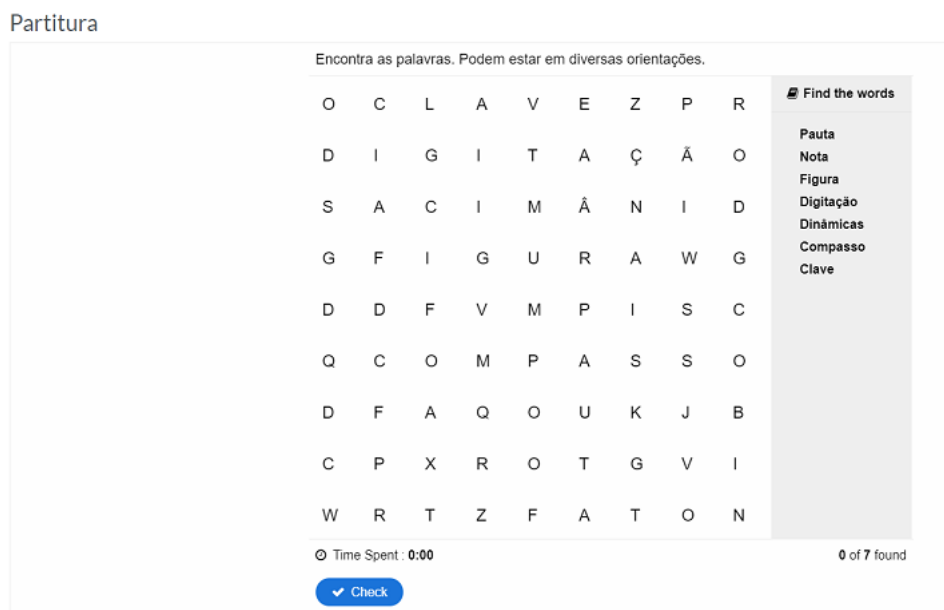 Partitura
Encontra as palavras. Podem estar em diversas orientações.
O C L A V E Z P R
D I G I T A Ç Ã O
S A C I M Â N I D
G F I G U R A W G
D D F V M P I S C
Q C O M P A S S O
D F A Q O U K J B
C P X R O T G V I
W R T Z F A T O N
Find the words
Pauta
Nota
Figura
Digitação
Dinâmicas
Compasso
Clave
Time Spent : 0:00
0 of 7 found
Check